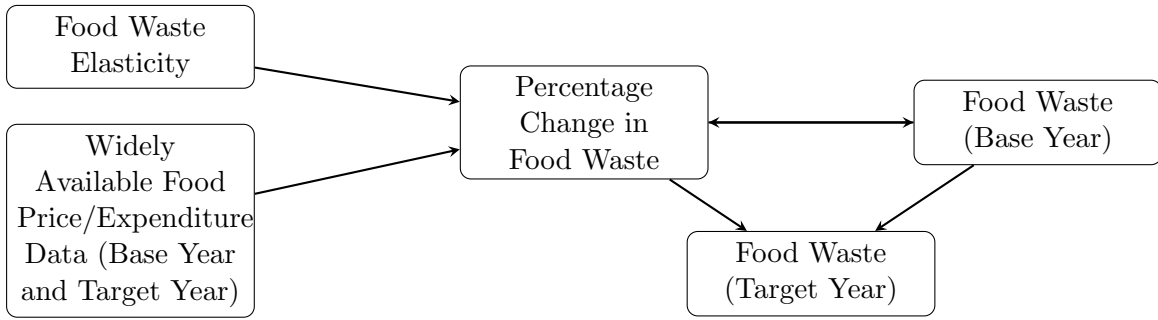 Food Waste
Elasticity
Widely
Available Food
Price/Expenditure
Data (Base Year
and Target Year)
Percentage
Change in
Food Waste
Food Waste
(Base Year)
Food Waste
(Target Year)